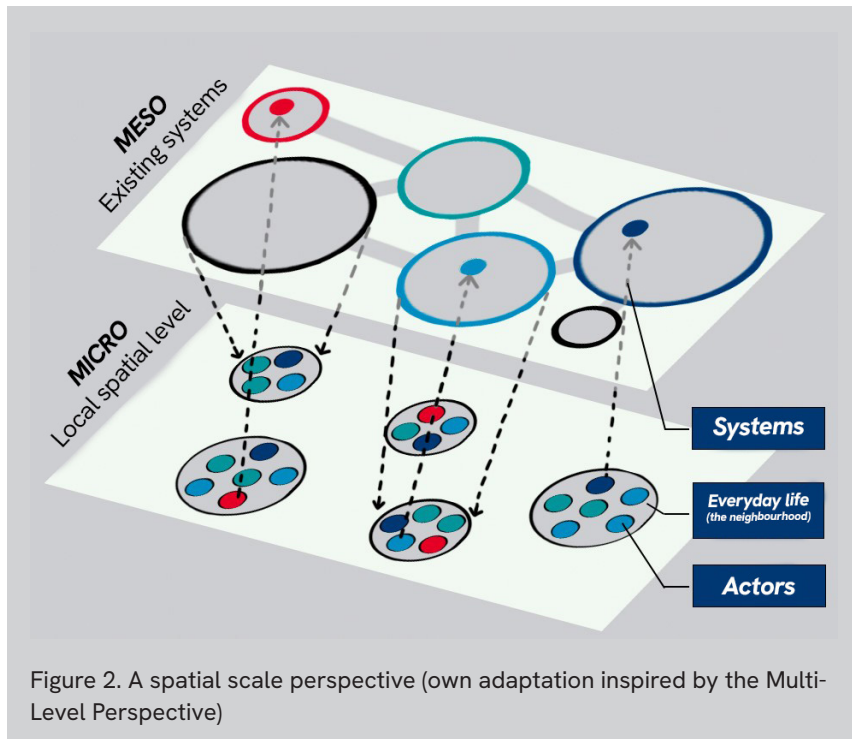 MESO
Existing systems
MICRO
Local spatial level
Systems
Everyday life
(the neighbourhood)
Actors
Figure 2. A spatial scale perspective (own adaptation inspired by the Multi-
Level Perspective)